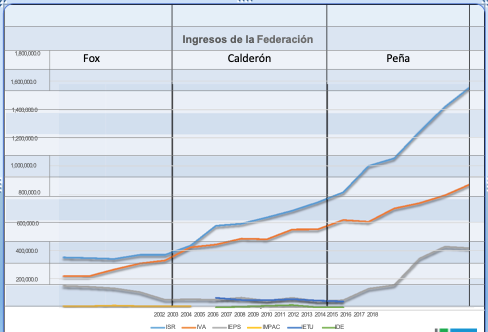 Ingresos de la Federación
Fox Calderón Peña
1,800,000.0
1,600,000.0
1,400,000.0
1,200,000.0
1,000,000.0
800,000.0
600,000.0
400,000.0
200,000.0
2002 2003 2004 2005 2006 2007 2008 2009 2010 2011 2012 2013 2014 2015 2016 2017 2018
ISR IVA IEPS IMPAC IETU IDE